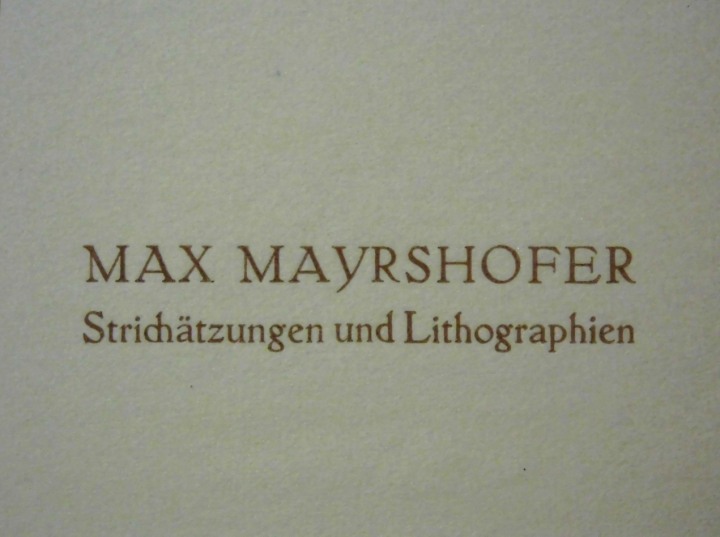 MAX MAYRSHOFER
Strichätzungen und Lithographien